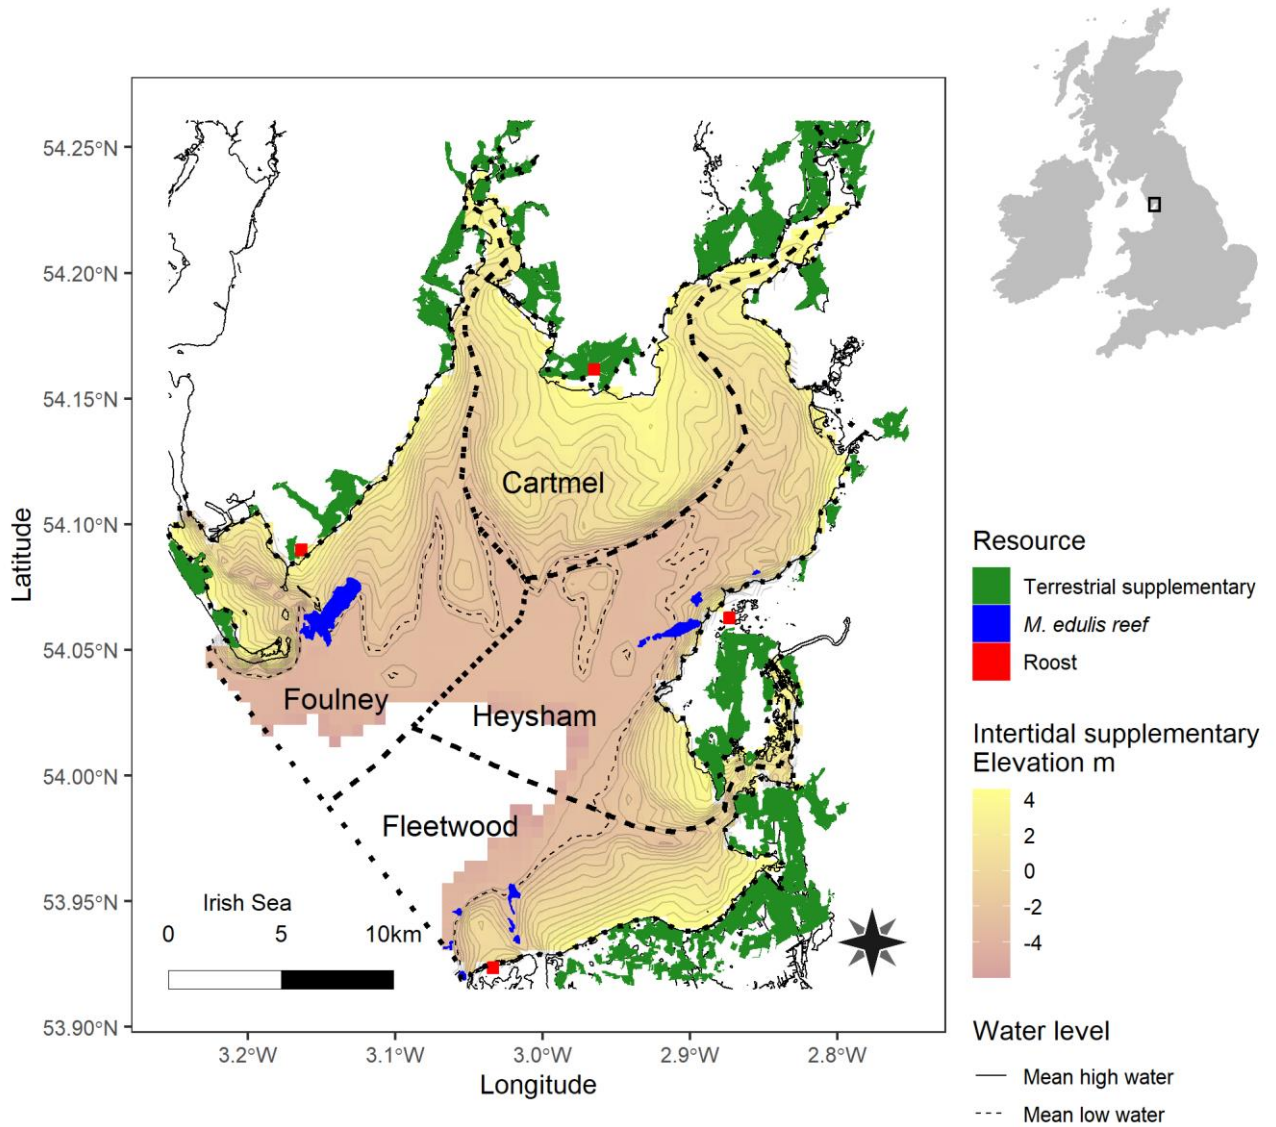 54.25°N
54.20°N
54.15°N
54.10°N
54.05°N
54.00°N
53.95°N
53.90°N
Latitude
3.2°W
3.1°W
3.0°W
2.9°W
2.8°W
Longitude
Cartmel
Foulney
Heysham
Fleetwood
Irish Sea
0
5
10km
Resource
Terrestrial supplementary
M. edulis reef
Roost
Intertidal supplementary
Elevation m
4
2
0
-2
-4
Water level
Mean high water
Mean low water